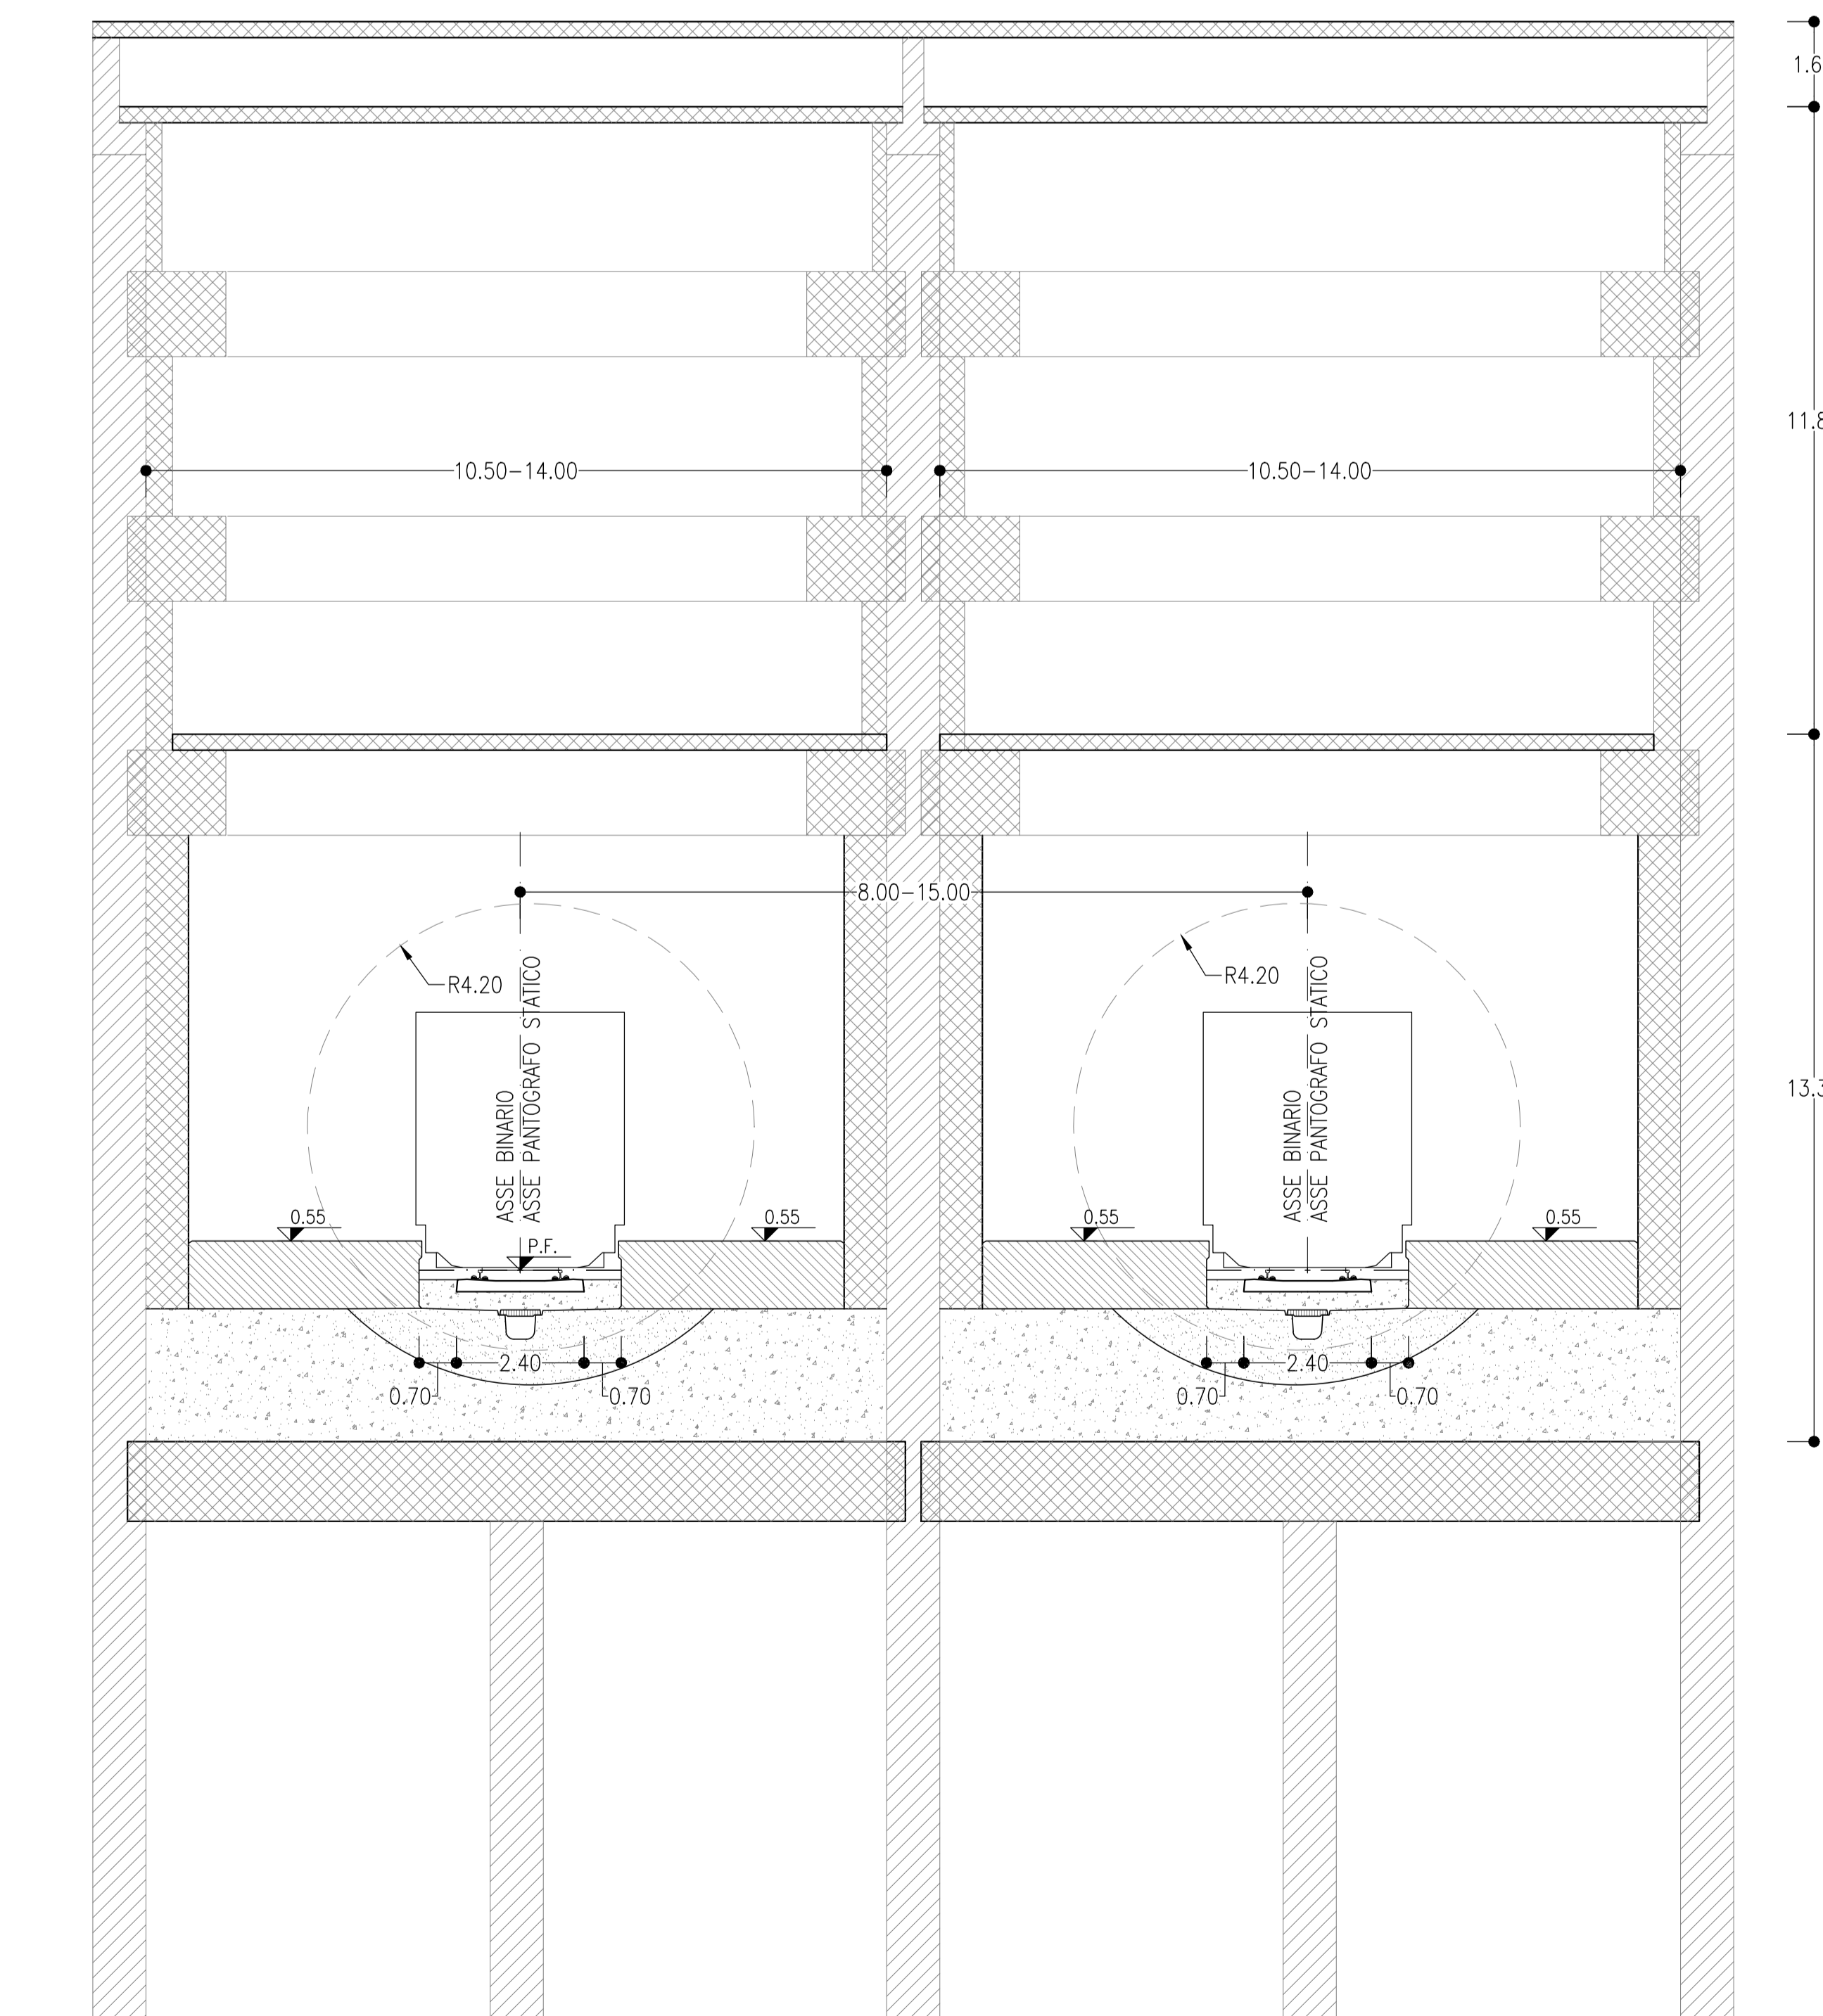 1.6
11.8
10.50-14.00
10.50-14.00
8.00-15.00
R4.20
R4.20
ASSE BINARIO
ASSE PANTOGRAFO STATICO
ASSE BINARIO
ASSE PANTOGRAFO STATICO
13.3
0.55
0.55
0.55
0.55
P.F.
2.40
2.40
0.70
0.70
0.70
0.70